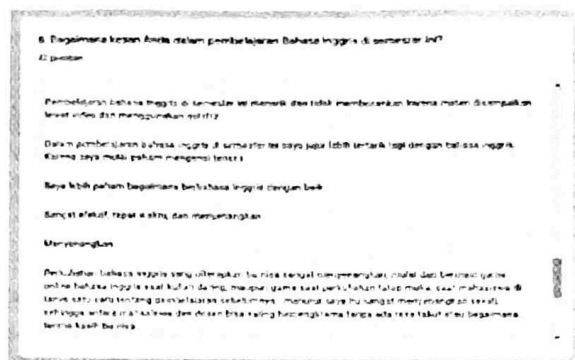 6. Bagaimana kesan Anda dalam pembelajaran Bahasa Inggris di semester ini?
Pembelajaran bahasa Inggris di semester ini menarik dan tidak membosankan karena materi disampaikan
lewat video dan menggunakan
Dalam pembelajaran bahasa inggris di semester ini saya juga lebih tertarik lagi dengan bahasa inggris.
Karena saya mulai paham mengenai tenses
Saya lebih paham bagaimana berbahasa inggris dengan baik
Sangat efektif, tepat waktu, dan menyenangkan
Menyenangkan
Perkuliahan bahasa inggris yang diterapkan bu nisa sangat menyenangkan, mulai dari bermain game
online bahasa inggris saat kuliah daring, maupun game saat perkuliahan tatap muka, saat mahasiswa di
tanya satu satu tentang pembelajaran sebelumnya, menurut saya itu sangat menyenangkan sekali,
sehingga antara mahasiswa dan dosen bisa saling tanpa ada rasa takut atau bagaimana
terima kasih bu nisa